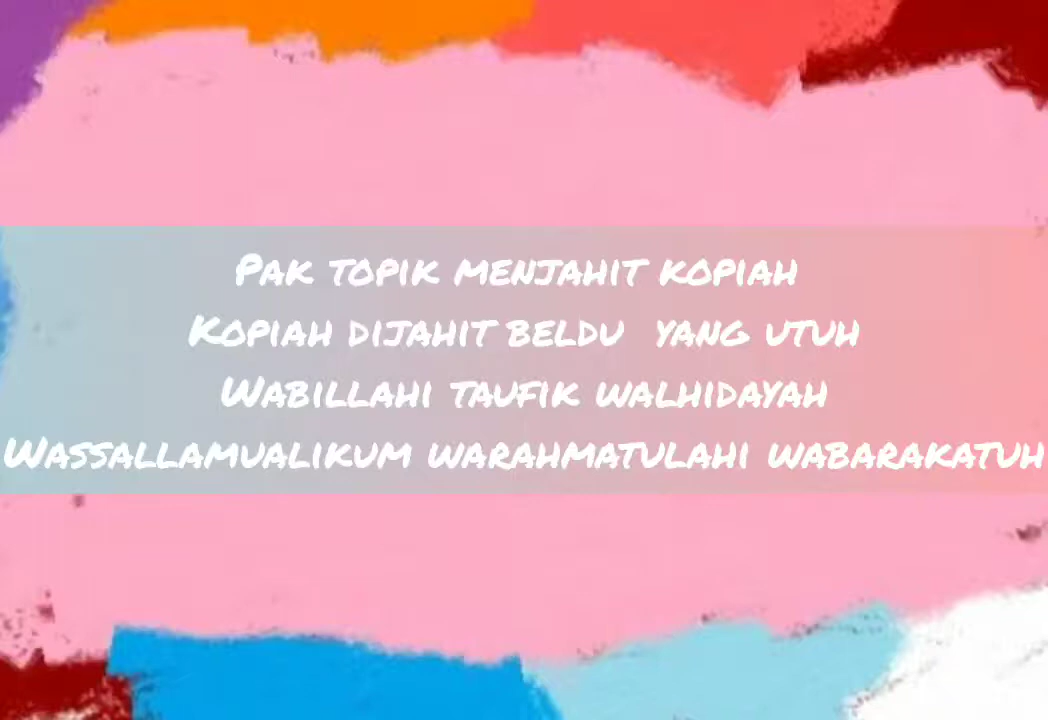 Pak topik menjahit kopiah
Kopiah dijahit beldu yang utuh
Wabillahi taufik walhidayah
Wassallamualikum warahmatulahi wabarakatuh